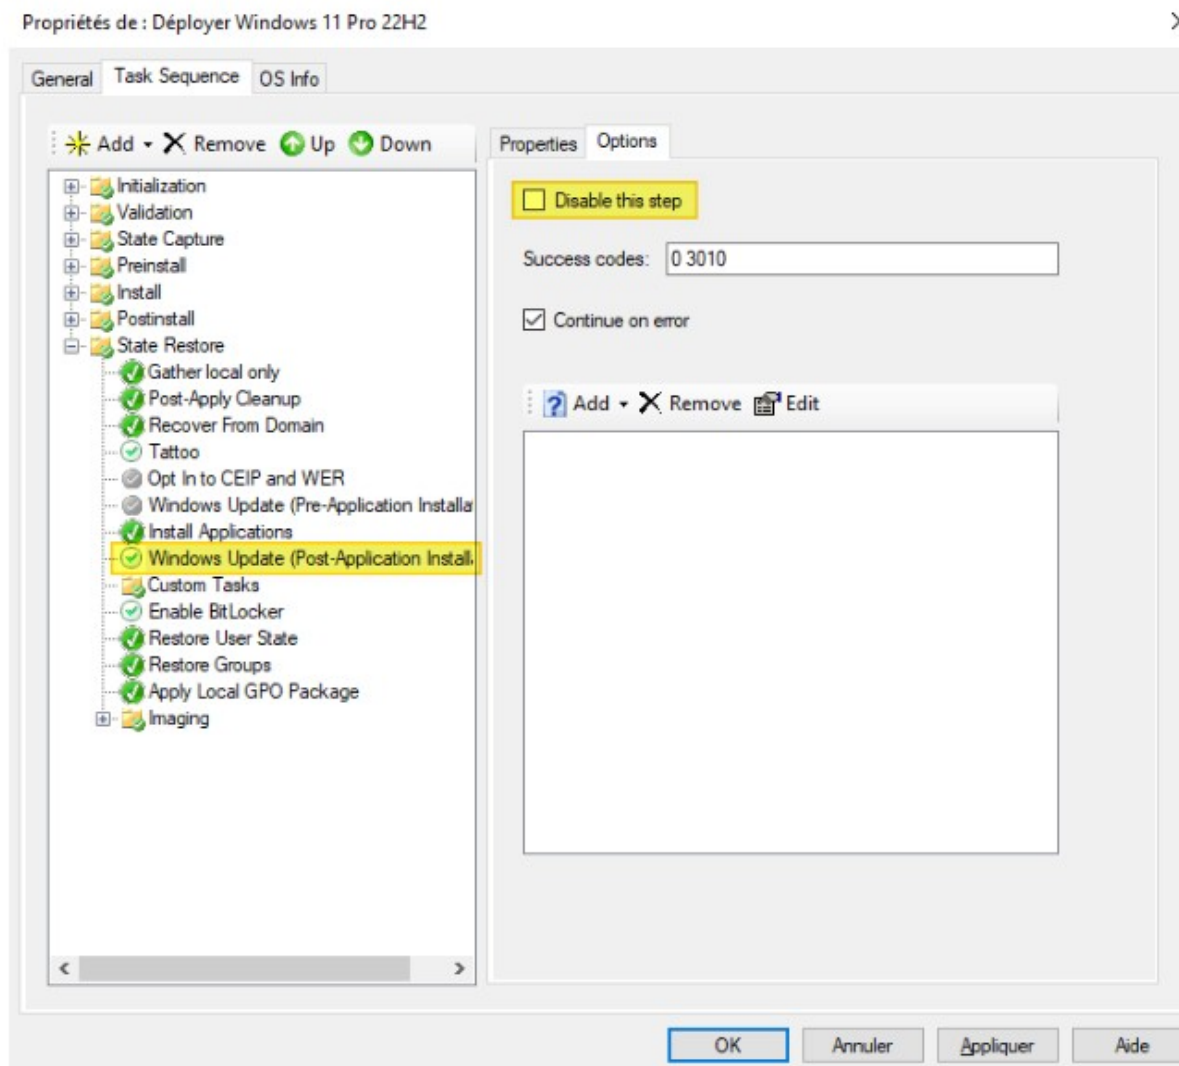 Propriétés de : Déployer Windows 11 Pro 22H2
General
Task Sequence
OS Info
Add
Remove
Up
Down
Initialization
Validation
State Capture
Preinstall
Install
Postinstall
State Restore
Gather local only
Post-Apply Cleanup
Recover From Domain
Tattoo
Opt In to CEIP and WER
Windows Update (Pre-Application Installa
Install Applications
Windows Update (Post-Application Install
Custom Tasks
Enable BitLocker
Restore User State
Restore Groups
Apply Local GPO Package
Imaging
Properties
Options
Disable this step
Success codes: 0 3010
Continue on error
Add
Remove
Edit
OK
Annuler
Appliquer
Aide